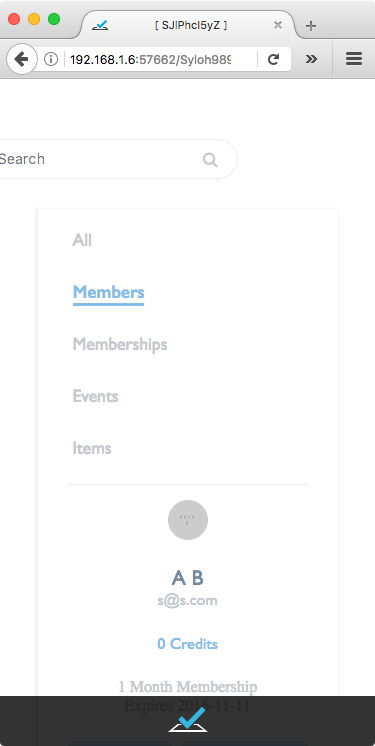 [ SJlPhcI5yZ ]
192.168.1.6:57662/Syloh989
Search
All
Members
Memberships
Events
Items
A B
s@s.com
0 Credits
1 Month Membership
Expires 2016-11-11